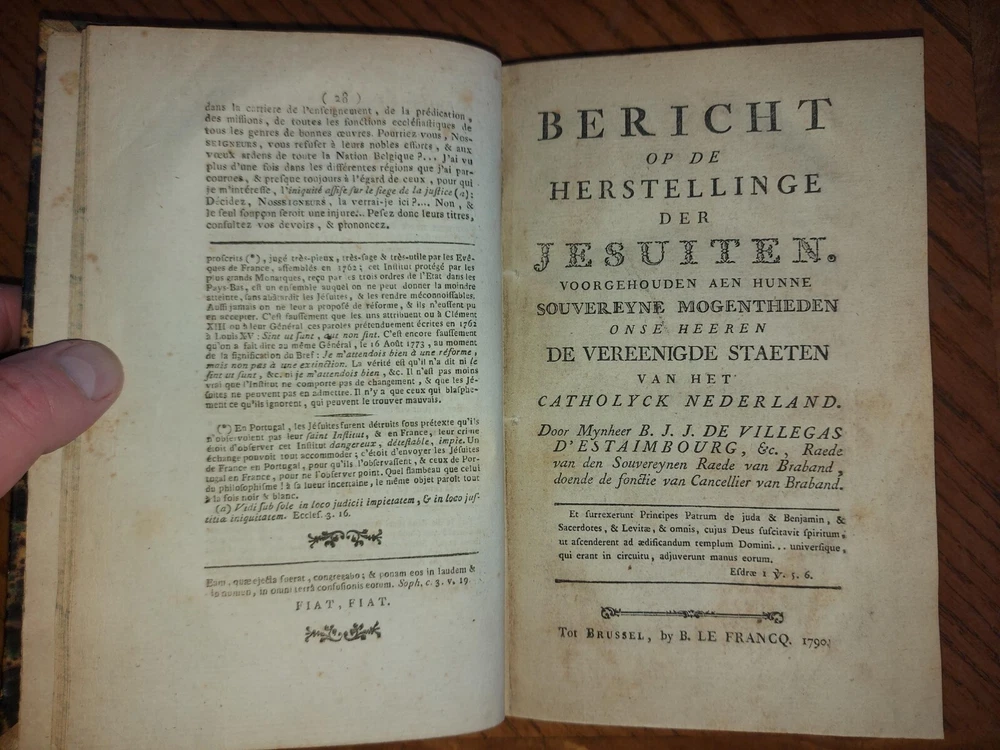 ( 28 )
dans la carriere de l'enseignement, de la prédication,
des missions, de toutes les fonctions ecclésiastiques de
tous les genres de bonnes œuvres. Pourriez vous, Nos-
SEIGNEURS, vous refuser à leurs nobles efforts, & aux
vœux ardens de toute la Nation Belgique ?... J'ai vu
plus d'une fois dans les différentes régions que j'ai par-
courues, & presque toujours à l'égard de ceux, pour qui
je m'intéresse, l'iniquité assise sur le siege de la justice (a);
Décidez, NOSSSEIGNEURS, la verrai-je ici ?.... Non, &
le seul soupçon seroit une injure... Pesez donc leurs titres,
consultez vos devoirs, & prononcez.
proscrits (*), jugé très-pieux, très-sage & très-utile par les Evê-
ques de France, assemblés en 1762; cet Institut protégé par les
plus grands Monarques, reçu par les trois ordres de l'Etat dans les
Pays-Bas, est un ensemble auquel on ne peut donner la moindre
atteinte, sans abâtardir les Jésuites, & les rendre méconnoissables.
Aussi jamais on ne leur a proposé de réforme, & ils n'eussent pu
en accepter. C'est faussement que les uns attribuent ou à Clément
XIII ou à leur Général ces paroles prétenduement écrites en 1762
à Louis XV : Sint ut sunt, aut non sint. C'est encore faussement
qu'on a fait dire au même Général, le 16 Août 1773, au moment
de la signification du Bref : Je m'attendois bien à une réforme,
mais non pas à une extinction. La vérité est qu'il n'a dit ni le
sint ut sunt, &c. ni je m'attendois bien, &c. Il n'est pas moins
vrai que l'Institut ne comporte pas de changement, & que les Jé-
suites ne peuvent pas en admettre. Il n'y a que ceux qui blasphe-
ment ce qu'ils ignorent, qui peuvent le trouver mauvais.
(*) En Portugal, les Jésuites furent détruits sous prétexte qu'ils
n'observoient pas leur saint Institut, & en France, leur crime
étoit d'observer cet Institut dangereux, détestable, impie. Un
échange pouvoit tout accommoder; c'étoit d'envoyer les Jésuites
de France en Portugal, pour qu'ils l'observassent, & ceux de Por-
tugal en France, pour ne l'observer point. Quel flambeau que celui
du philosophisme ! à sa lueur incertaine, le même objet paroît tout
à la fois noir & blanc.
(a) Vidi sub sole in loco judicii impietatem, & in loco jus-
titiæ iniquitatem. Eccles. 3. 16.
Eam, quæ ejecta fuerat, congregabo; & ponam eos in laudem &
in nomen, in omni terrâ confusionis eorum. Soph. c. 3. v. 19.
FIAT, FIAT.
BERICHT
OP DE
HERSTELLINGE
DER
JESUITEN.
VOORGEHOUDEN AEN HUNNE
SOUVEREYNE MOGENTHEDEN
ONSE HEEREN
DE VEREENIGDE STAETEN
VAN HET
CATHOLYCK NEDERLAND.
Door Mynheer B. J. J. DE VILLEGAS
D'ESTAIMBOURG, &c., Raede
van den Souvereynen Raede van Braband,
doende de fonctie van Cancellier van Braband.
Et surrexerunt Principes Patrum de juda & Benjamin, &
Sacerdotes, & Levitæ, & omnis, cujus Deus suscitavit spiritum,
ut ascenderent ad ædificandum templum Domini... universique,
qui erant in circuitu, adjuverunt manus eorum.
Esdræ 1 ℣. 5. 6.
Tot BRUSSEL, by B. LE FRANCQ. 1790.